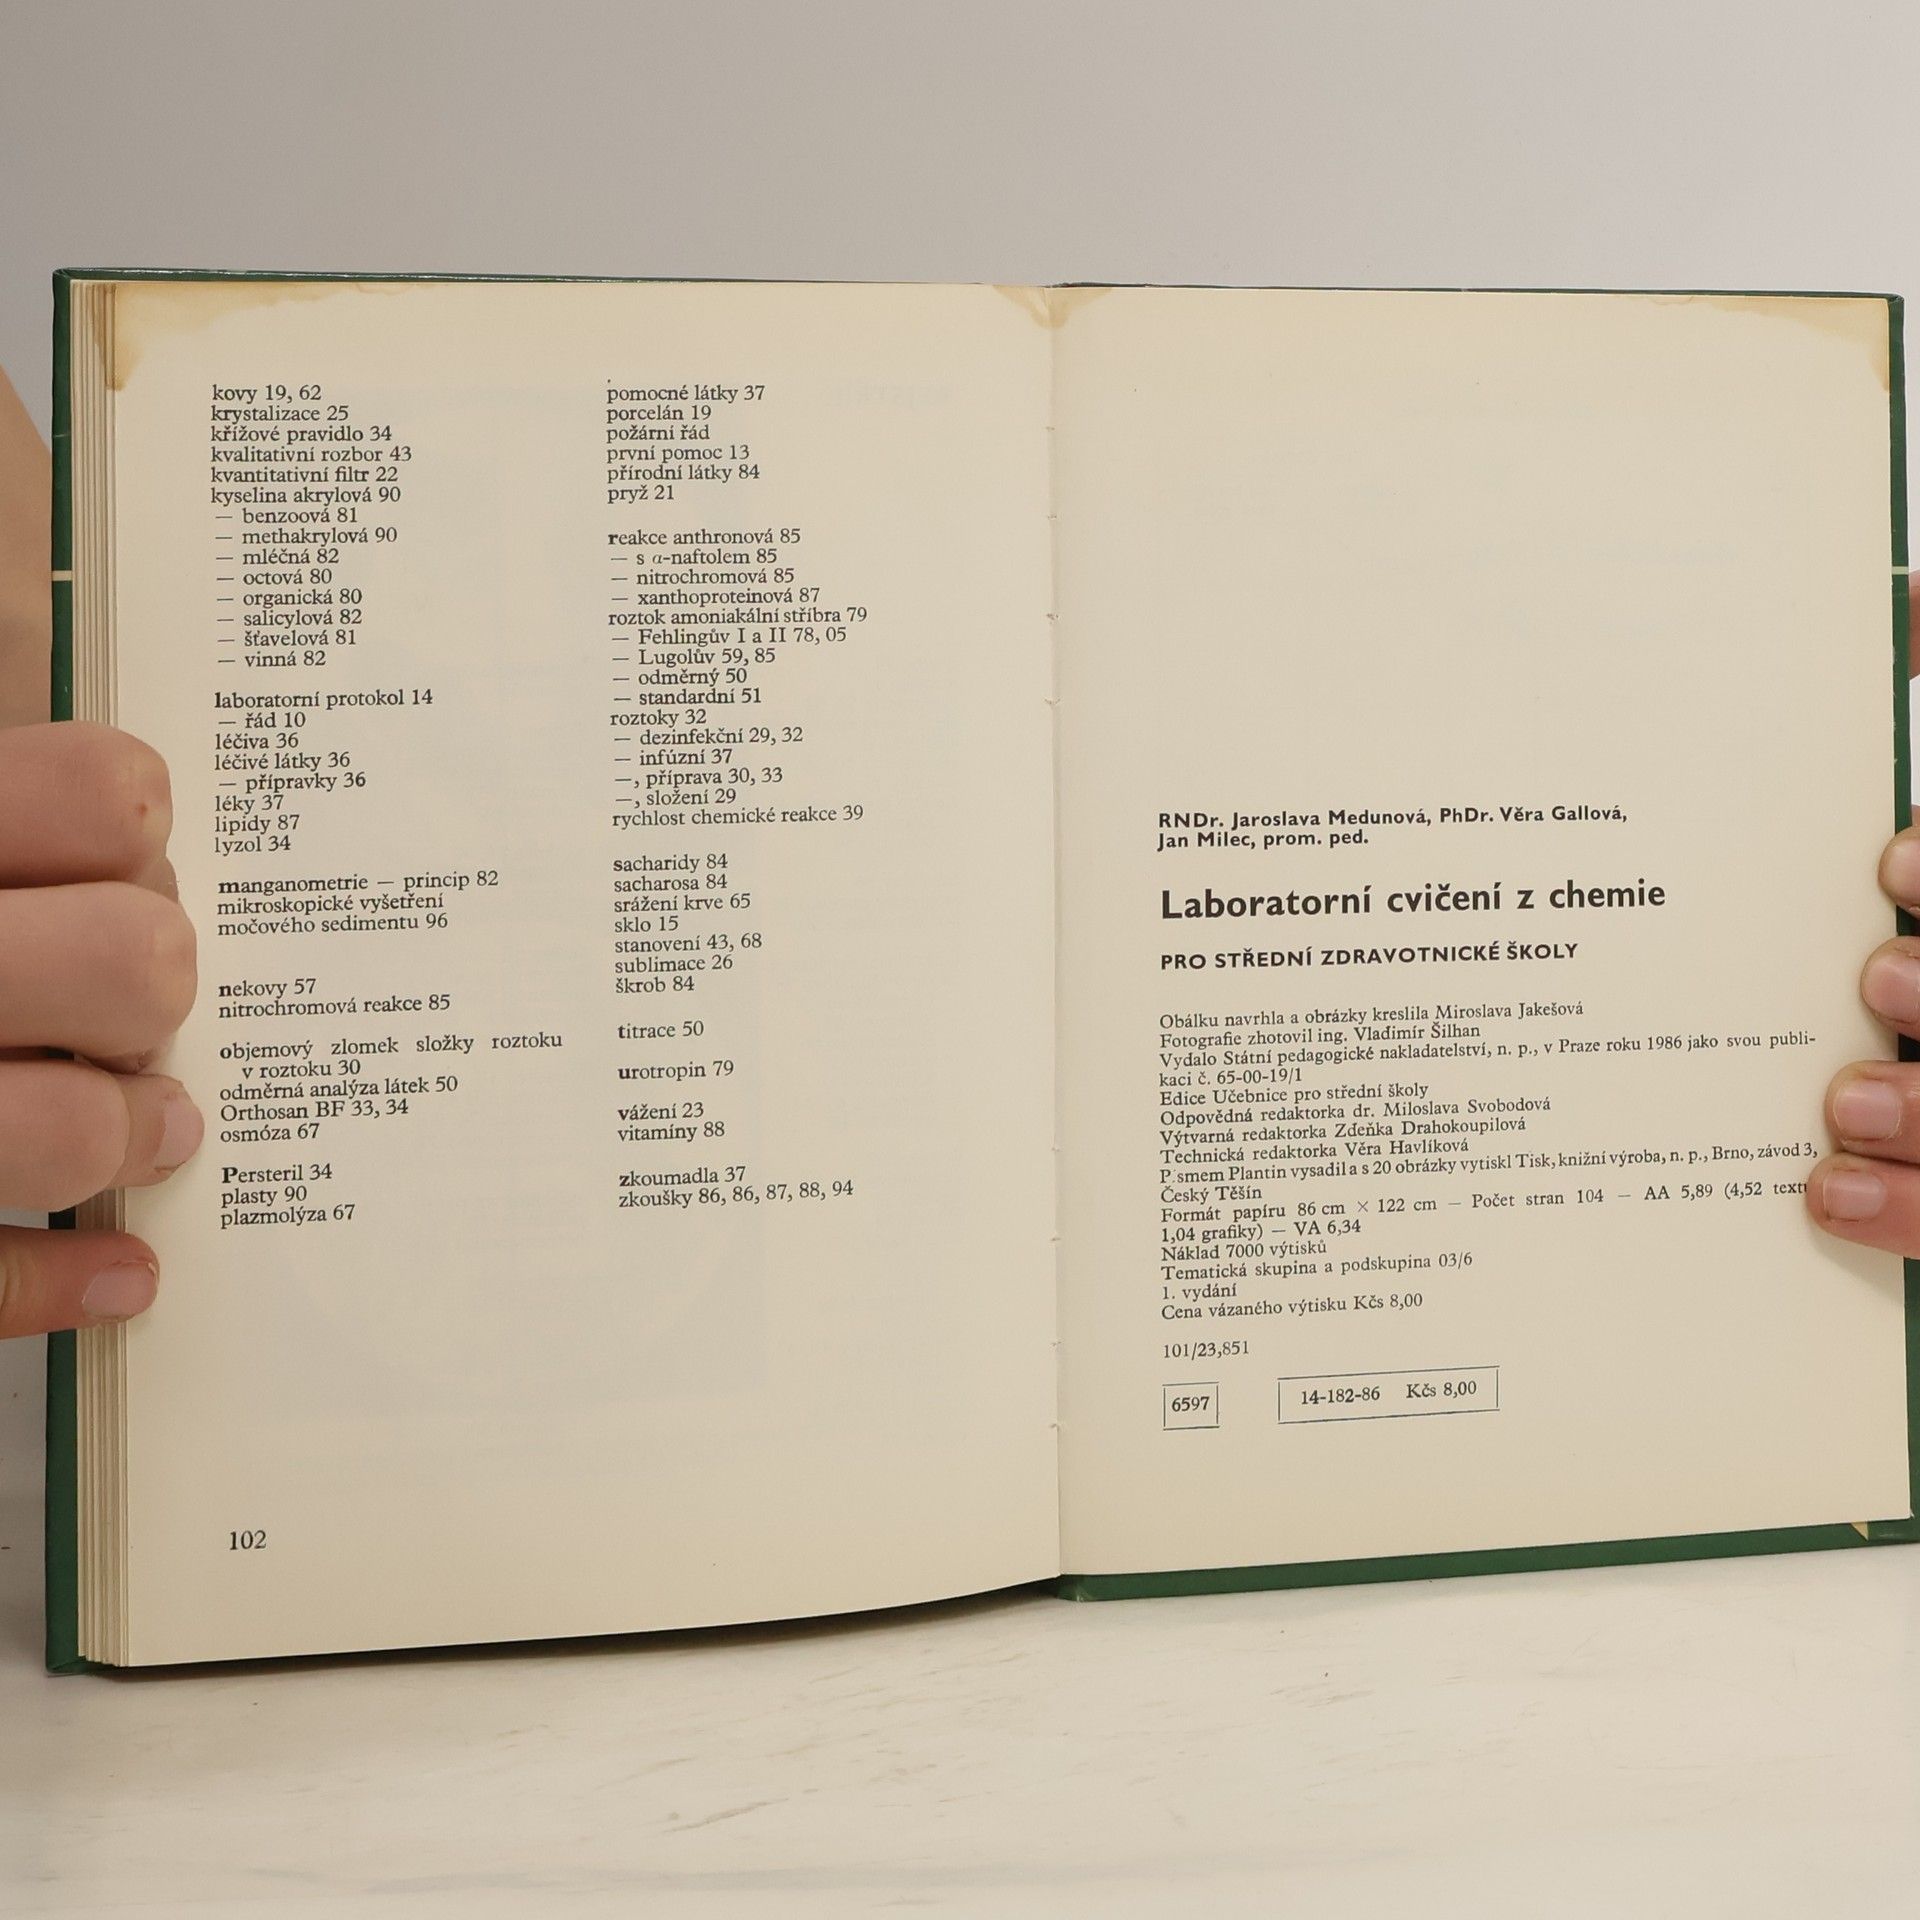 kovy 19, 62
krystalizace 25
křížové pravidlo 34
kvalitativní rozbor 43
kvantitativní filtr 22
kyselina akrylová 90
— benzoová 81
— methakrylová 90
— mléčná 82
— octová 80
— organická 80
— salicylová 82
— šťavelová 81
— vinná 82
laboratorní protokol 14
— řád 10
léčiva 36
léčivé látky 36
— přípravky 36
léky 37
lipidy 87
lyzol 34
manganometrie — princip 82
mikroskopické vyšetření
močového sedimentu 96
nekovy 57
nitrochromová reakce 85
objemový zlomek složky roztoku
v roztoku 30
odměrná analýza látek 50
Orthosan BF 33, 34
osmóza 67
Persteril 34
plasty 90
plazmolýza 67
pomocné látky 37
porcelán 19
požární řád
první pomoc 13
přírodní látky 84
pryž 21
reakce anthronová 85
— s α-naftolem 85
— nitrochromová 85
— xanthoproteinová 87
roztok amoniakální stříbra 79
— Fehlingův I a II 78, 05
— Lugolův 59, 85
— odměrný 50
— standardní 51
roztoky 32
— dezinfekční 29, 32
— infúzní 37
—, příprava 30, 33
—, složení 29
rychlost chemické reakce 39
sacharidy 84
sacharosa 84
srážení krve 65
sklo 15
stanovení 43, 68
sublimace 26
škrob 84
titrace 50
urotropin 79
vážení 23
vitamíny 88
zkoumadla 37
zkoušky 86, 86, 87, 88, 94
102
RNDr. Jaroslava Medunová, PhDr. Věra Gallová,
Jan Milec, prom. ped.
Laboratorní cvičení z chemie
PRO STŘEDNÍ ZDRAVOTNICKÉ ŠKOLY
Obálku navrhla a obrázky kreslila Miroslava Jakešová
Fotografie zhotovil ing. Vladimír Šilhan
Vydalo Státní pedagogické nakladatelství, n. p., v Praze roku 1986 jako svou publi-
kaci č. 65-00-19/1
Edice Učebnice pro střední školy
Odpovědná redaktorka dr. Miloslava Svobodová
Výtvarná redaktorka Zdeňka Drahokoupilová
Technická redaktorka Věra Havlíková
P.smem Plantin vysadil a s 20 obrázky vytiskl Tisk, knižní výroba, n. p., Brno, závod 3,
Český Těšín
Formát papíru 86 cm × 122 cm — Počet stran 104 — AA 5,89 (4,52 textu
1,04 grafiky) — VA 6,34
Náklad 7000 výtisků
Tematická skupina a podskupina 03/6
1. vydání
Cena vázaného výtisku Kčs 8,00
101/23,851
6597 14-182-86 Kčs 8,00